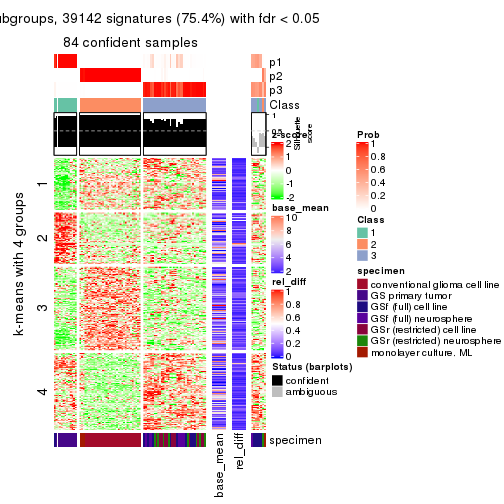 ubgroups, 39142 signatures (75.4%) with fdr < 0.05
84 confident samples
p1
p2
p3
Class
1
0.5
0
Silhouette
score
k-means with 4 groups
1
2
3
4
specimen
base_mean
rel_diff
z-score
2
1
0
-1
-2
base_mean
10
8
6
4
2
rel_diff
1
0.8
0.6
0.4
0.2
0
Status (barplots)
confident
ambiguous
Prob
1
0.8
0.6
0.4
0.2
0
Class
1
2
3
specimen
conventional glioma cell line
GS primary tumor
GSf (full) cell line
GSf (full) neurosphere
GSr (restricted) cell line
GSr (restricted) neurosphere
monolayer culture. ML